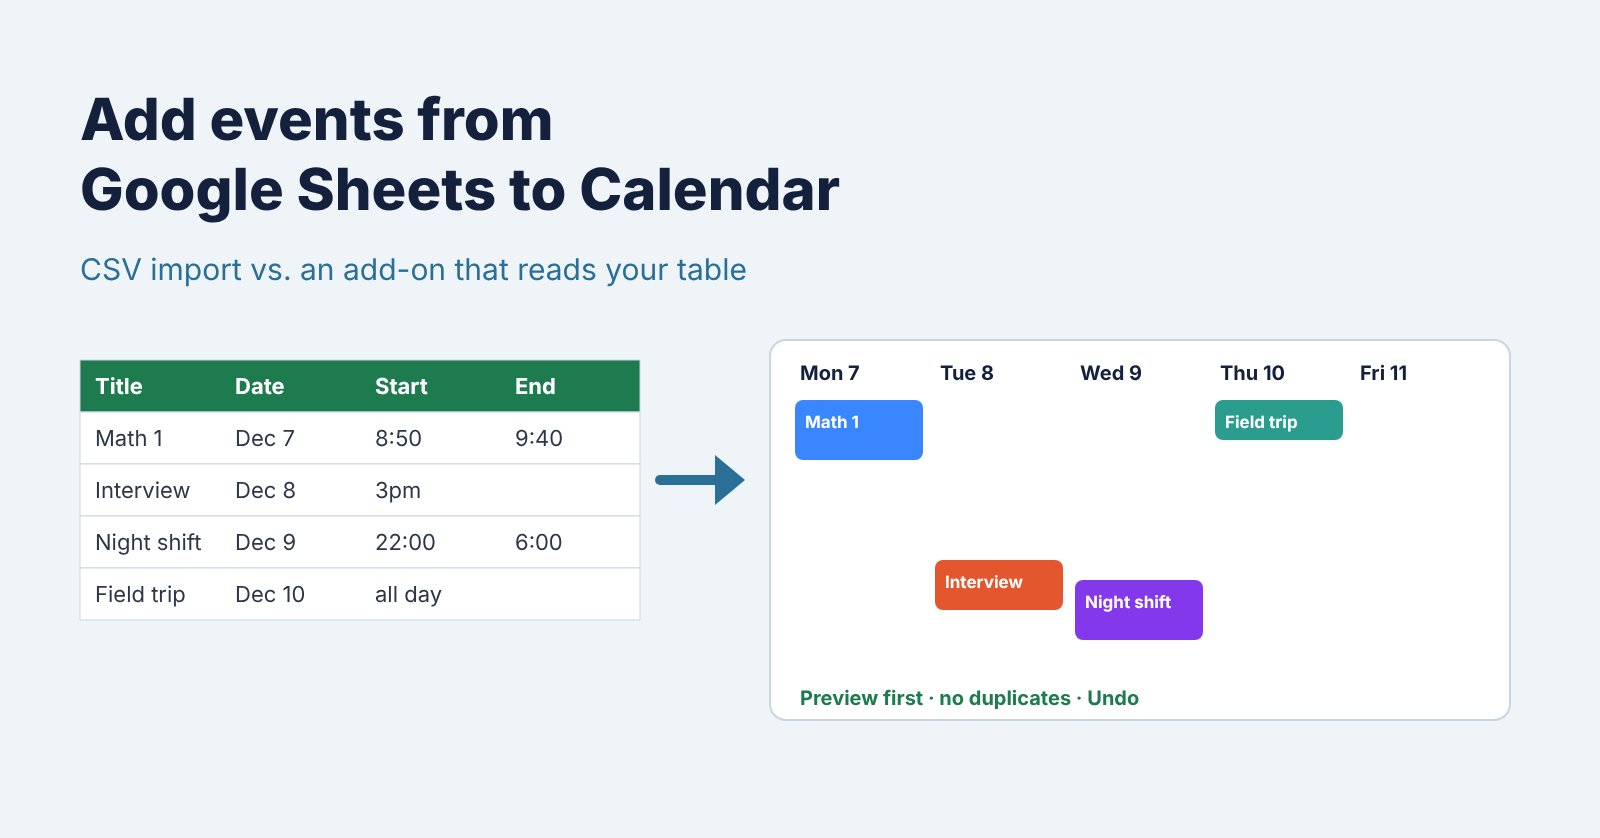 Add events from
Google Sheets to Calendar
CSV import vs. an add-on that reads your table
Title Date Start End
Math 1 Dec 7 8:50 9:40
Interview Dec 8 3pm
Night shift Dec 9 22:00 6:00
Field trip Dec 10 all day
Mon 7 Tue 8 Wed 9 Thu 10 Fri 11
Math 1 Field trip
Interview
Night shift
Preview first · no duplicates · Undo